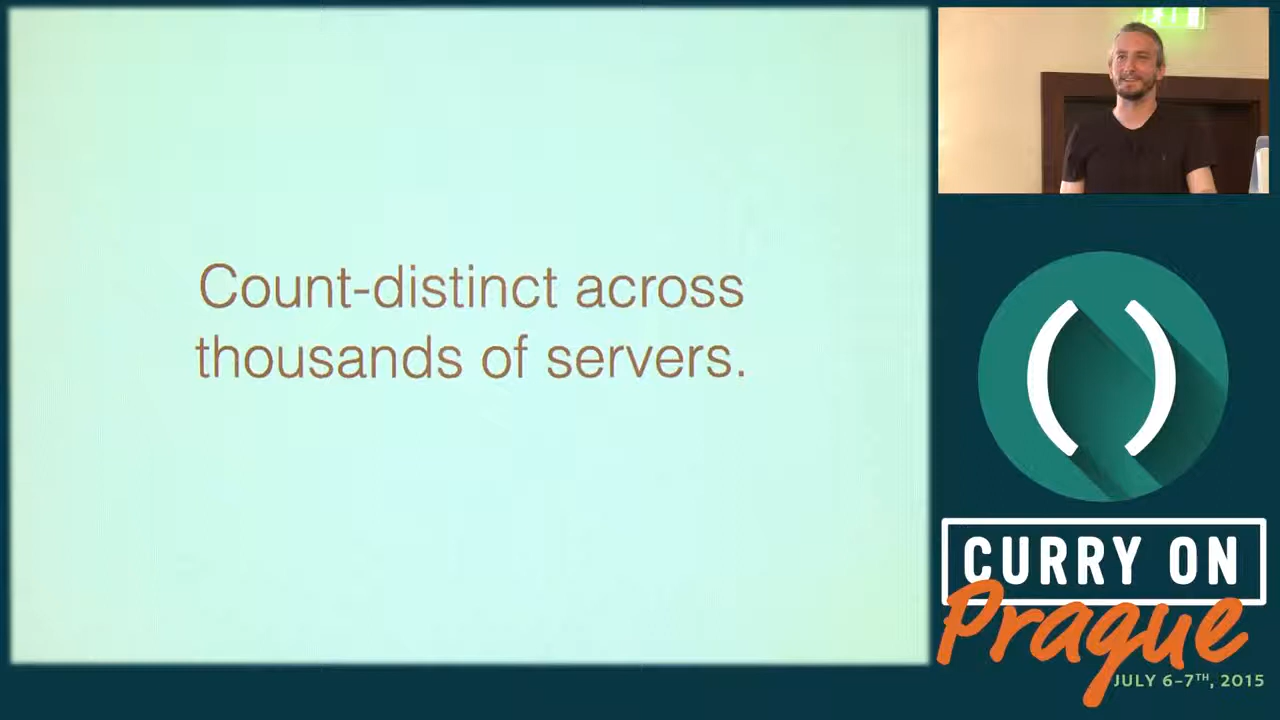 Count-distinct across
thousands of servers.
CURRY ON
Prague
JULY 6-7TH, 2015